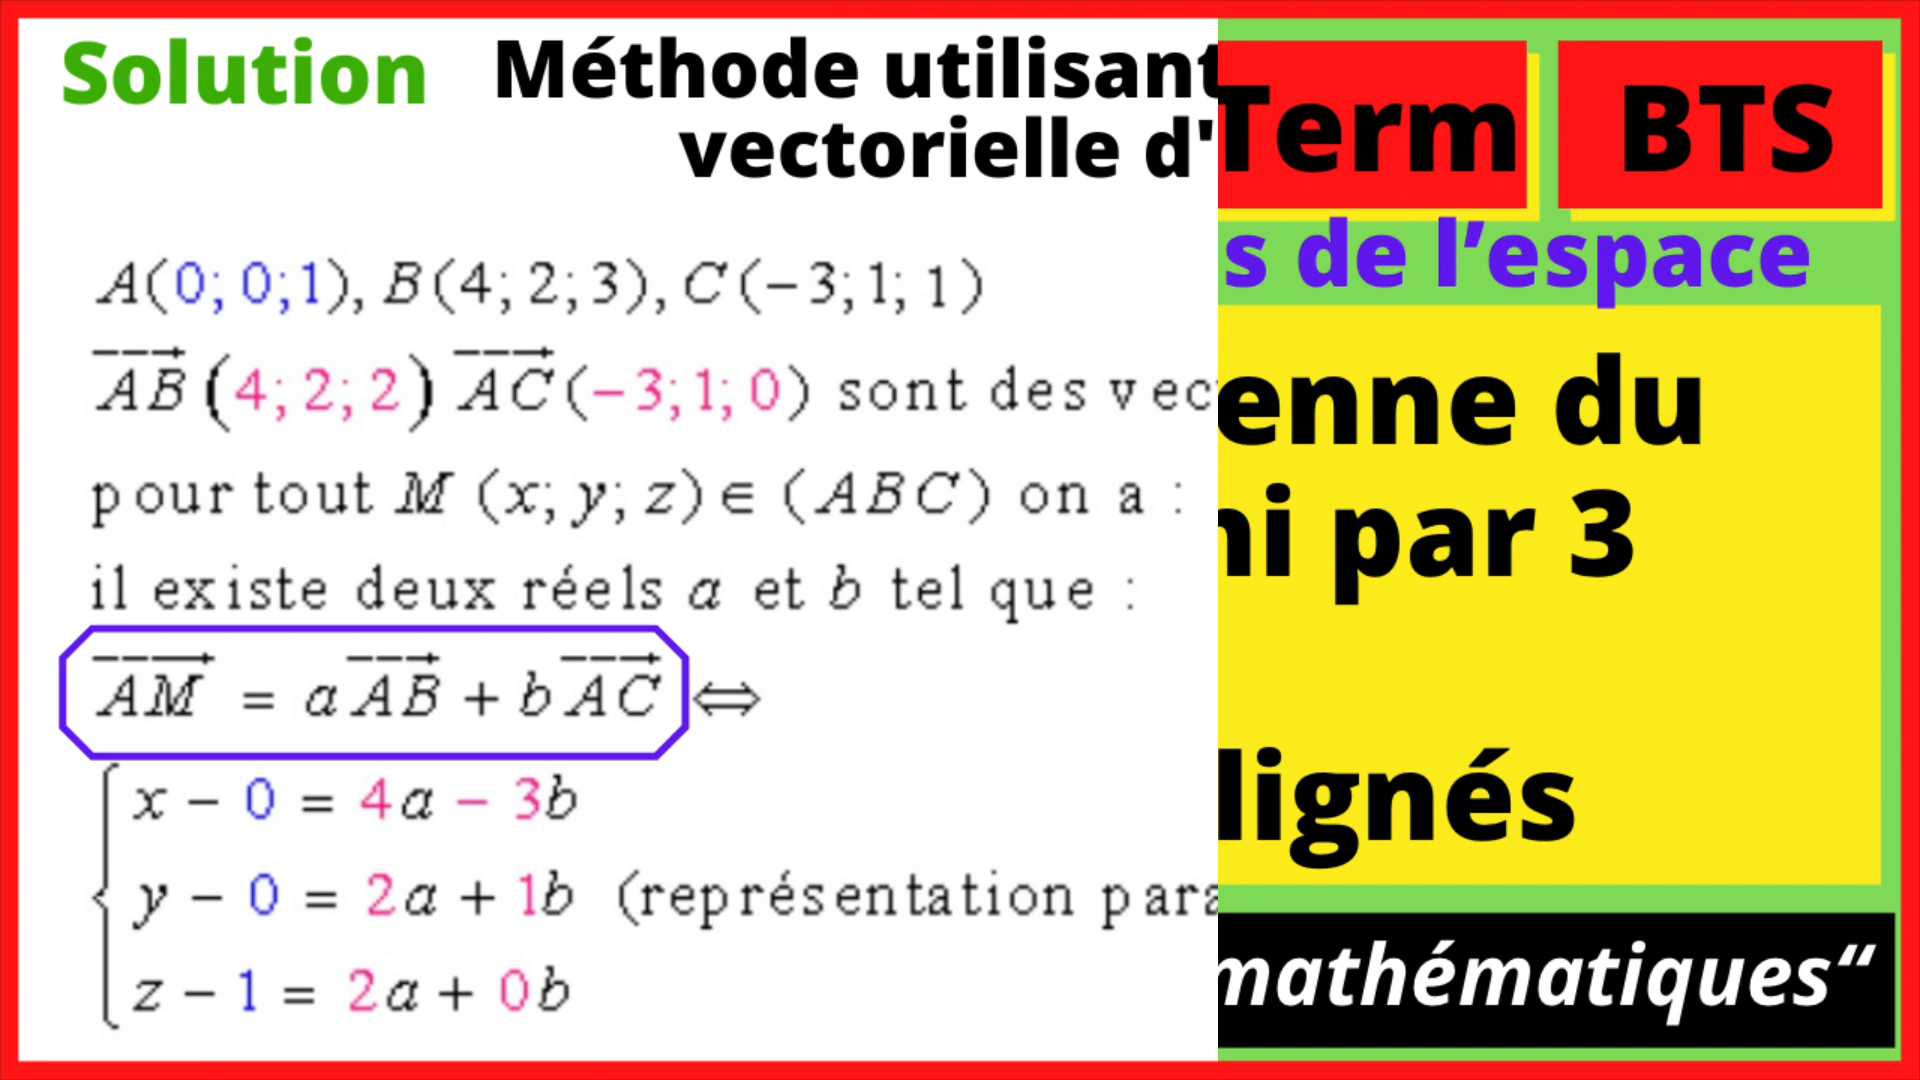 Solution
Méthode utilisant
vectorielle d'
A(0; 0;1), B(4; 2; 3), C(−3;1; 1)
AB(4; 2; 2) AC(−3;1; 0) sont des vec
pour tout M (x; y; z)∈ (ABC) on a :
il existe deux réels a et b tel que :
AM = aAB + bAC ⇔
x − 0 = 4a − 3b
y − 0 = 2a + 1b (représentation para
z − 1 = 2a + 0b
Term
BTS
s de l’espace
enne du
ni par 3
lignés
mathématiques“